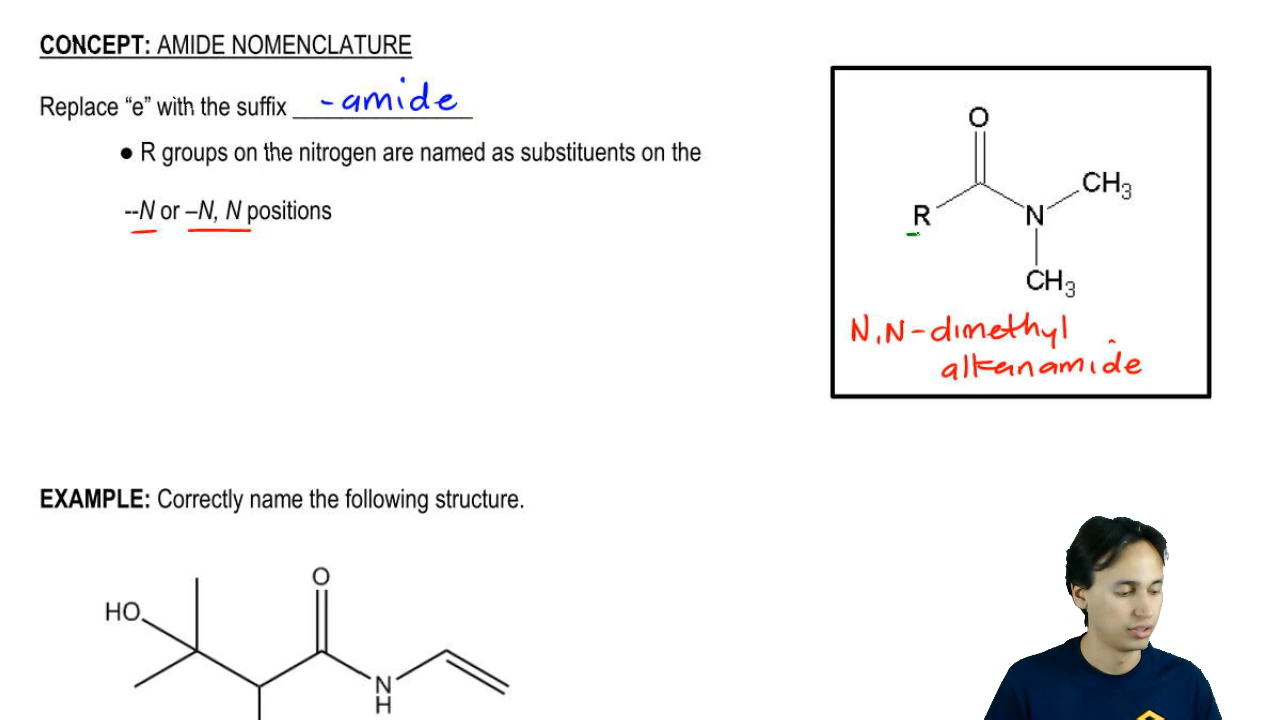 CONCEPT: AMIDE NOMENCLATURE
Replace “e” with the suffix -amide
● R groups on the nitrogen are named as substituents on the
--N or –N, N positions
O
R
N
CH3
CH3
N,N-dimethyl
alkanamide
EXAMPLE: Correctly name the following structure.
O
HO
N
H